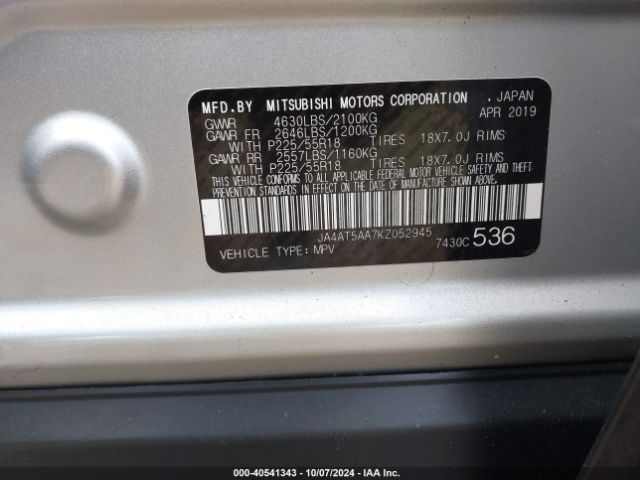 MFD.BY MITSUBISHI MOTORS CORPORATION , JAPAN
GVWR 4630LBS/2100KG APR 2019
GAWR FR 2646LBS/1200KG
WITH P225/55R18 TIRES 18X7.0J RIMS
GAWR RR 2557LBS/1160KG
WITH P225/55R18 TIRES 18X7.0J RIMS
THIS VEHICLE CONFORMS TO ALL APPLICABLE FEDERAL MOTOR VEHICLE SAFETY AND THEFT
PREVENTION STANDARDS IN EFFECT ON THE DATE OF MANUFACTURE SHOWN ABOVE.
JA4AT5AA7KZ052945
7430C 536
VEHICLE TYPE: MPV
000-40541343 - 10/07/2024 - IAAI.com